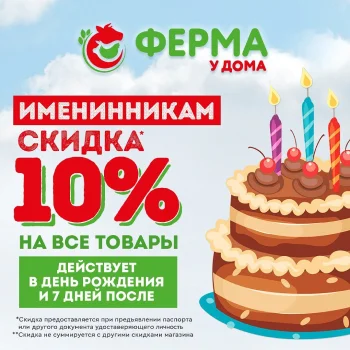 ФЕРМА
У ДОМА
ИМЕНИННИКАМ
СКИДКА*
10%
НА ВСЕ ТОВАРЫ
ДЕЙСТВУЕТ
В ДЕНЬ РОЖДЕНИЯ
И 7 ДНЕЙ ПОСЛЕ
*Скидка предоставляется при предъявлении паспорта
или другого документа удостоверяющего личность
**Скидка не суммируется с другими скидками магазина